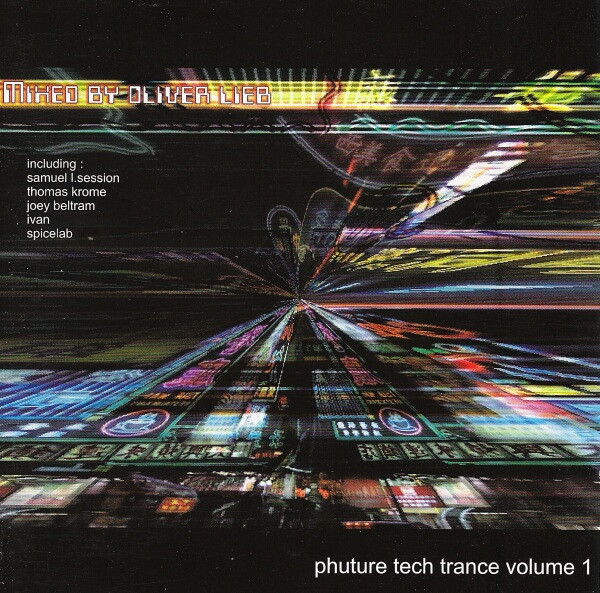 Mixed by Oliver Lieb
including :
samuel l.session
thomas krome
joey beltram
ivan
spicelab
phuture tech trance volume 1